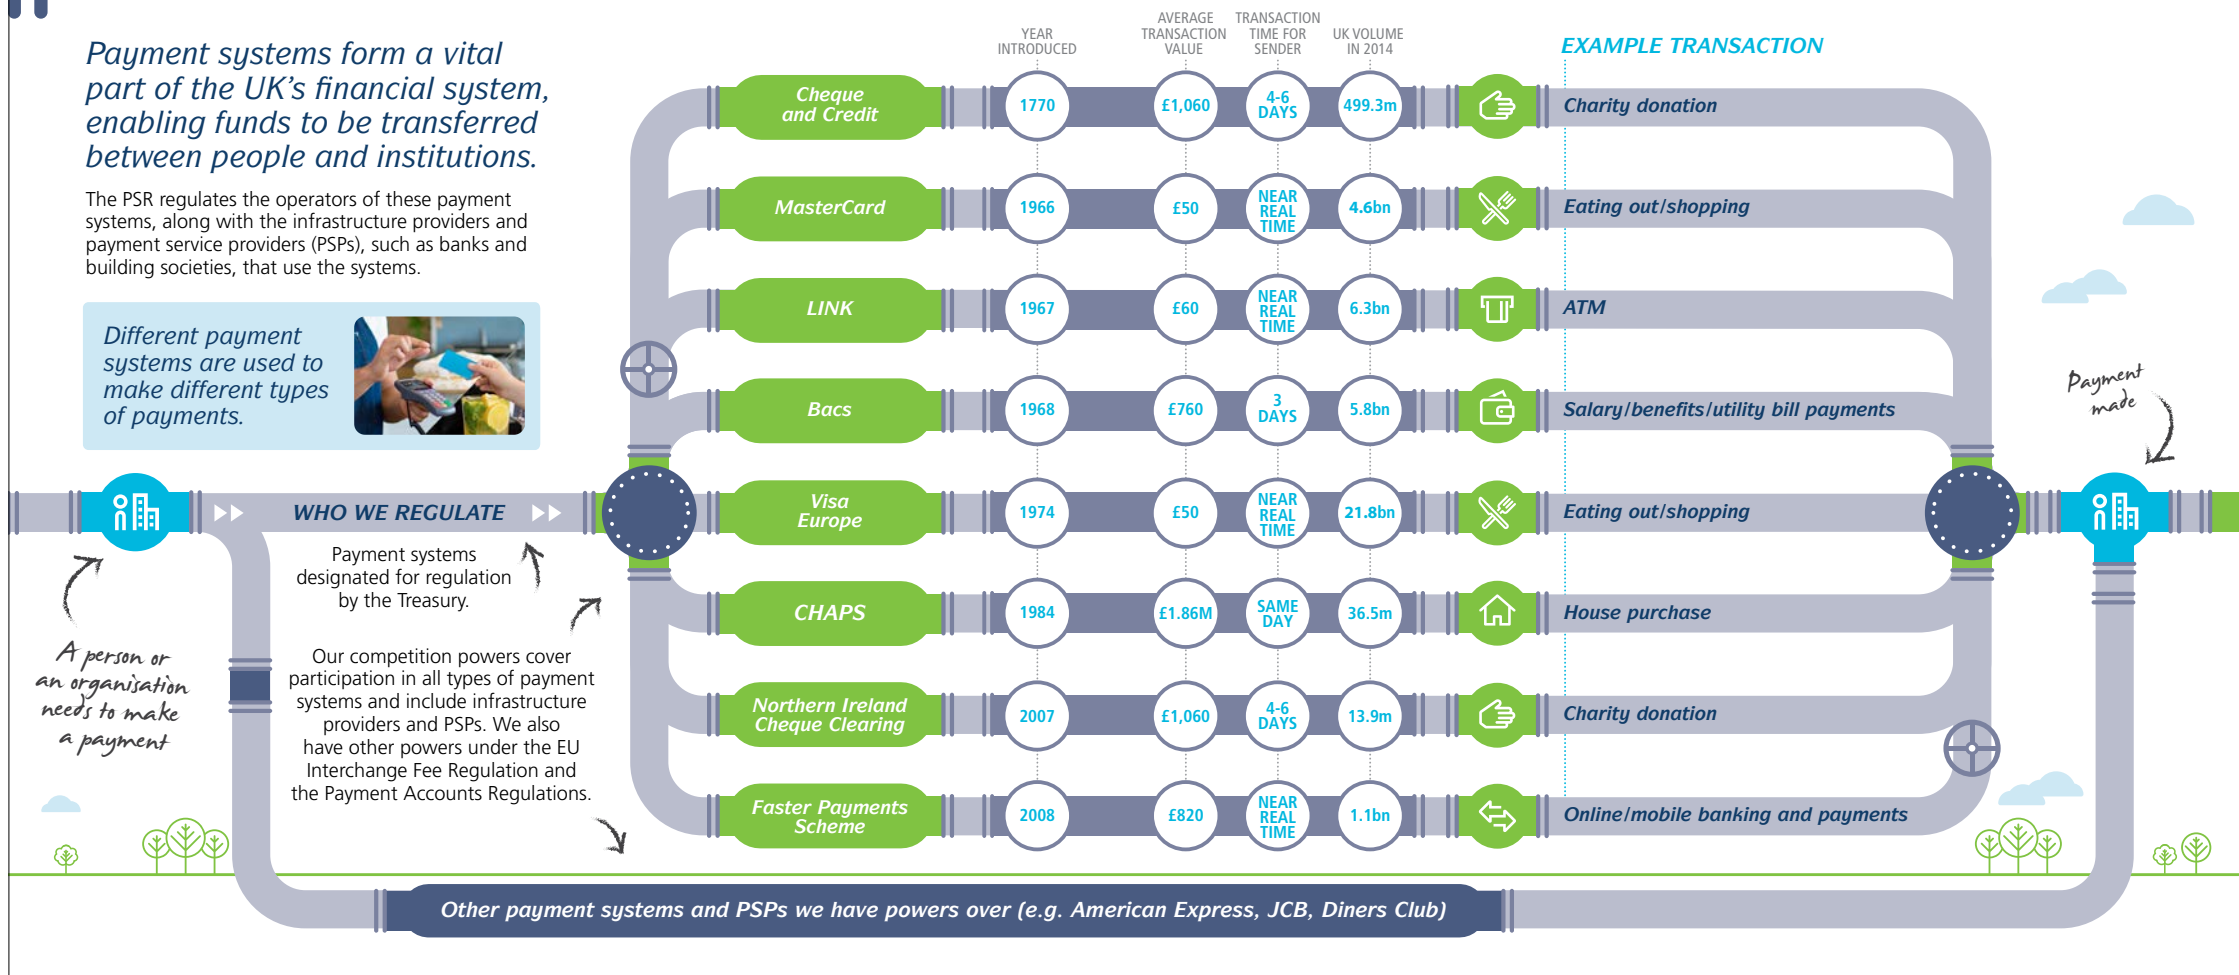 Payment systems form a vital
part of the UK's financial system,
enabling funds to be transferred
between people and institutions.
The PSR regulates the operators of these payment
systems, along with the infrastructure providers and
payment service providers (PSPs), such as banks and
building societies, that use the systems.
Different payment
systems are used to
make different types
of payments.
A person or
an organisation
needs to make
a payment
WHO WE REGULATE
Payment systems
designated for regulation
by the Treasury.
Our competition powers cover
participation in all types of payment
systems and include infrastructure
providers and PSPs. We also
have other powers under the EU
Interchange Fee Regulation and
the Payment Accounts Regulations.
YEAR
INTRODUCED
AVERAGE
TRANSACTION
VALUE
TRANSACTION
TIME FOR
SENDER
UK VOLUME
IN 2014
EXAMPLE TRANSACTION
Cheque
and Credit
1770
£1,060
4-6
DAYS
499.3m
Charity donation
MasterCard
1966
£50
NEAR
REAL
TIME
4.6bn
Eating out/shopping
LINK
1967
£60
NEAR
REAL
TIME
6.3bn
ATM
Bacs
1968
£760
3
DAYS
5.8bn
Salary/benefits/utility bill payments
Visa
Europe
1974
£50
NEAR
REAL
TIME
21.8bn
Eating out/shopping
CHAPS
1984
£1.86M
SAME
DAY
36.5m
House purchase
Northern Ireland
Cheque Clearing
2007
£1,060
4-6
DAYS
13.9m
Charity donation
Faster Payments
Scheme
2008
£820
NEAR
REAL
TIME
1.1bn
Online/mobile banking and payments
Payment
made
Other payment systems and PSPs we have powers over (e.g. American Express, JCB, Diners Club)